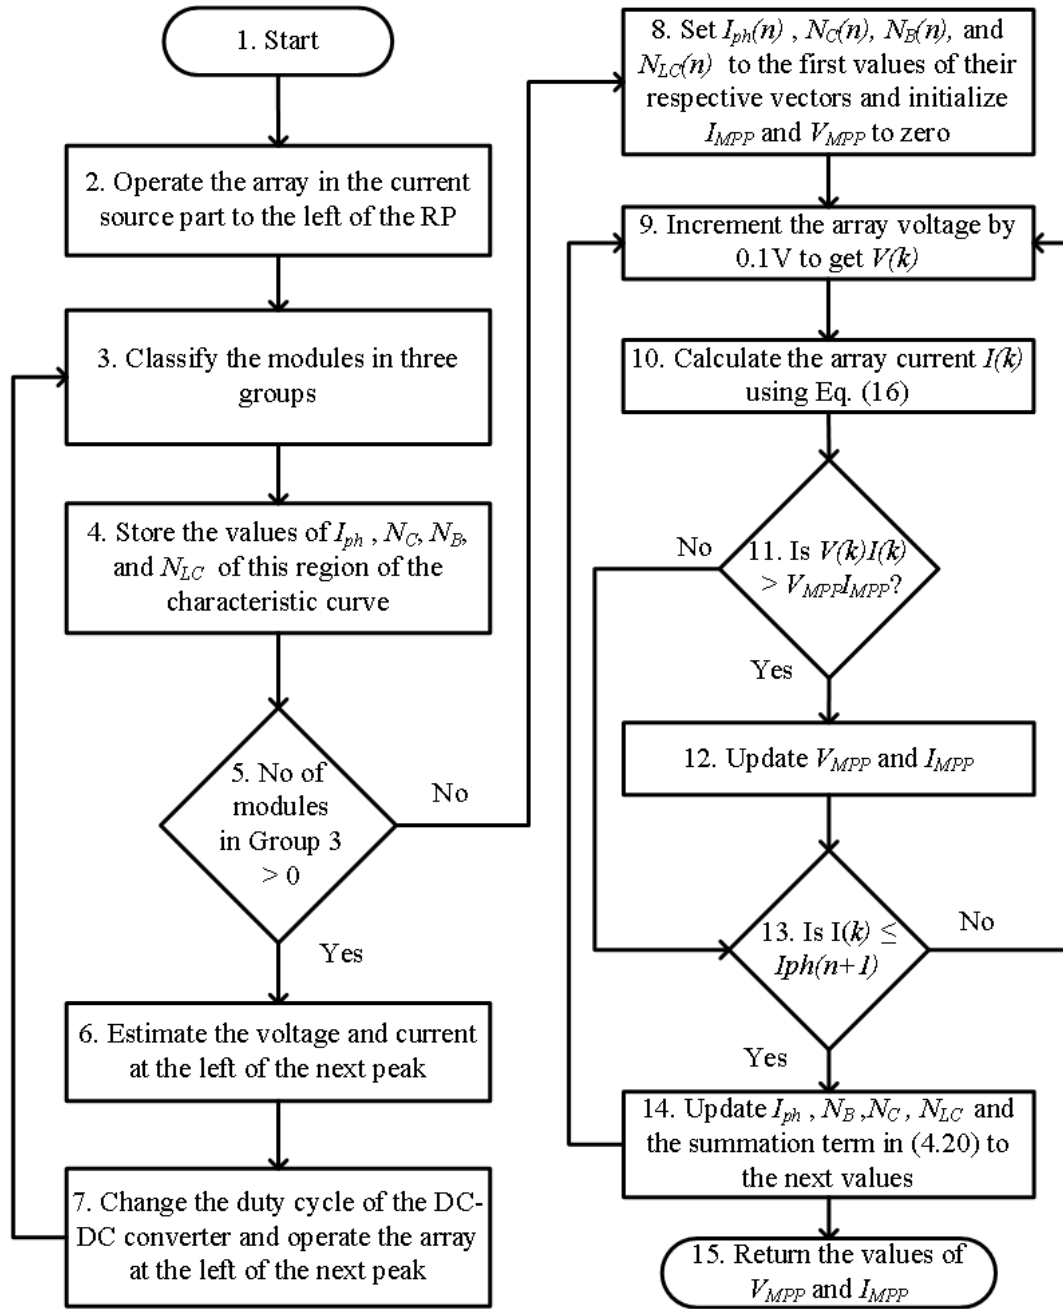 1. Start
2. Operate the array in the current
source part to the left of the RP
3. Classify the modules in three
groups
4. Store the values of Iph , NC, NB,
and NLC of this region of the
characteristic curve
5. No of
modules
in Group 3
> 0
No
Yes
6. Estimate the voltage and current
at the left of the next peak
7. Change the duty cycle of the DC-
DC converter and operate the array
at the left of the next peak
8. Set Iph(n) , NC(n), NB(n), and
NLC(n) to the first values of their
respective vectors and initialize
IMPP and VMPP to zero
9. Increment the array voltage by
0.1V to get V(k)
10. Calculate the array current I(k)
using Eq. (16)
No
11. Is V(k)I(k)
> VMPPIMPP?
Yes
12. Update VMPP and IMPP
13. Is I(k) ≤
Iph(n+1)
No
Yes
14. Update Iph , NB ,NC , NLC and
the summation term in (4.20) to
the next values
15. Return the values of
VMPP and IMPP